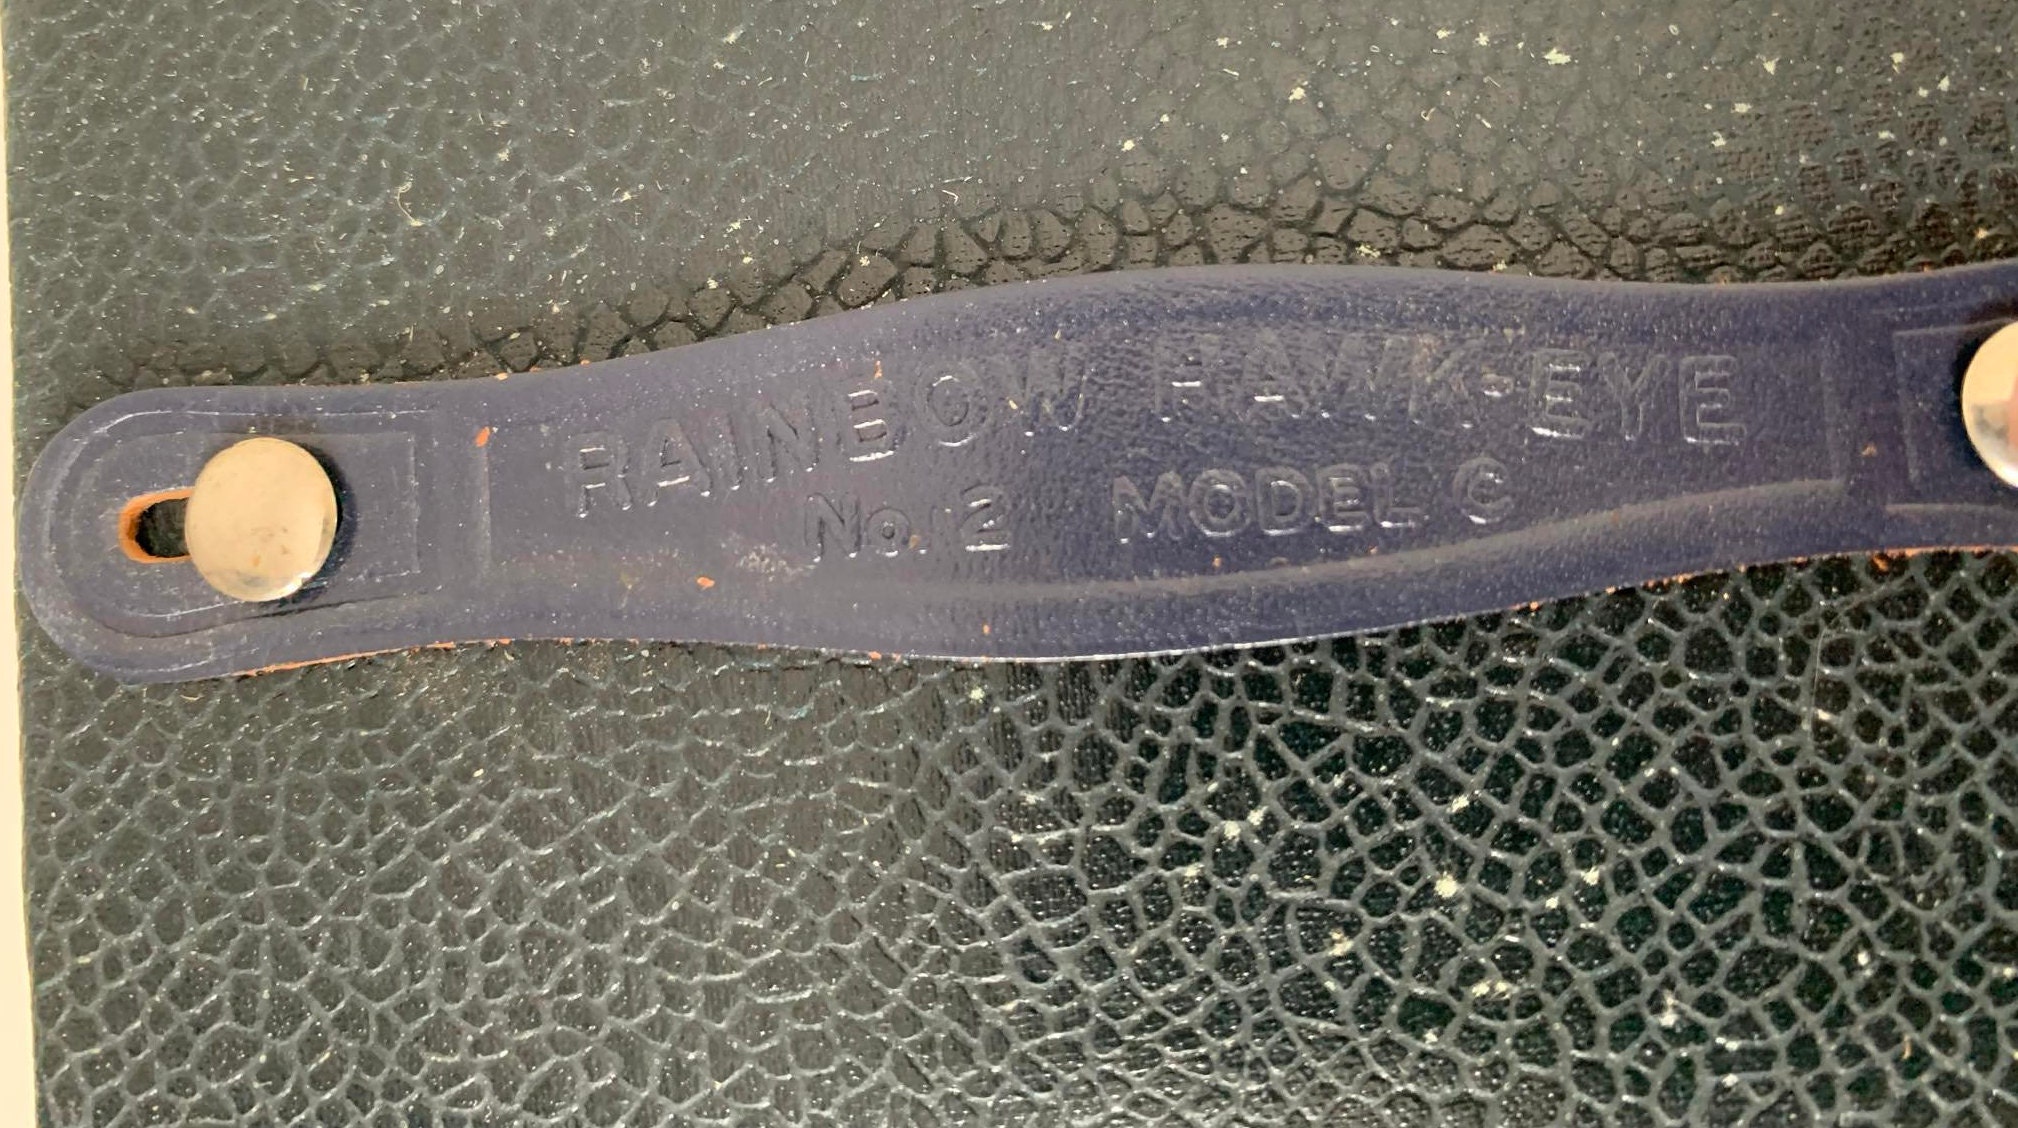 RAINBOW HAWK-EYE
No. 2 MODEL C